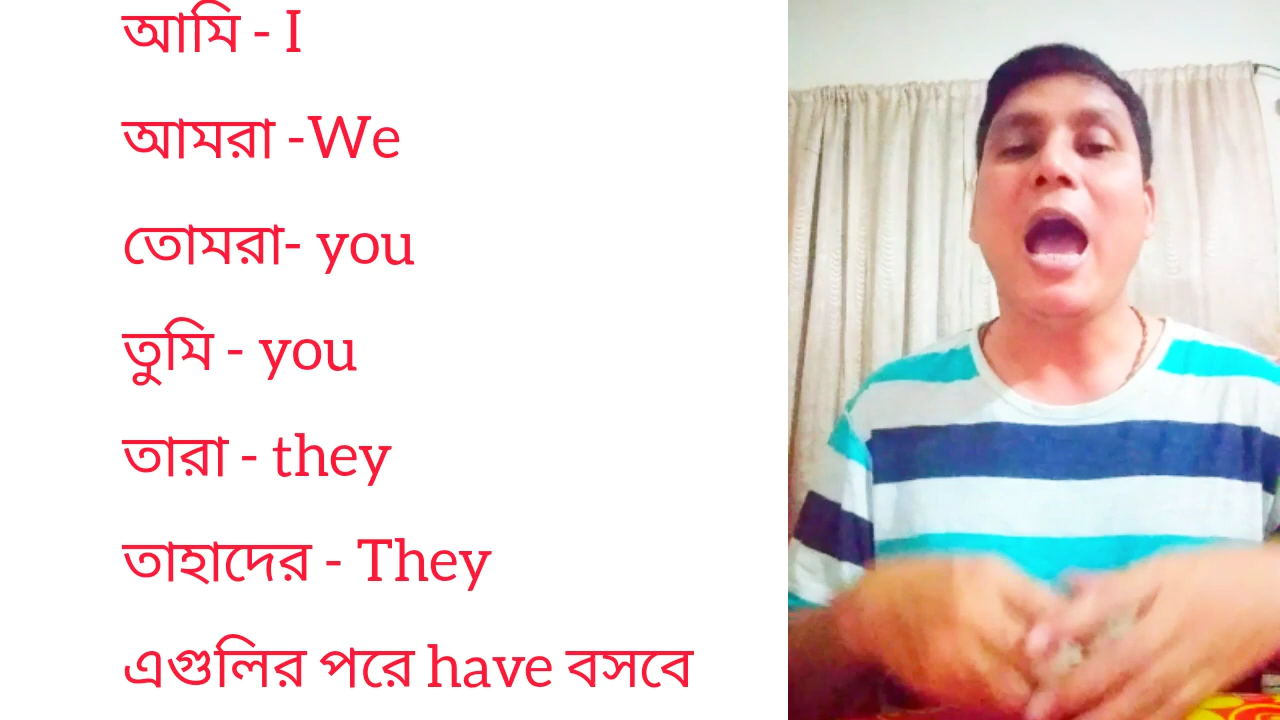 আমি - I
আমরা -We
তোমরা- you
তুমি - you
তারা - they
তাহাদের - They
এগুলির পরে have বসবে